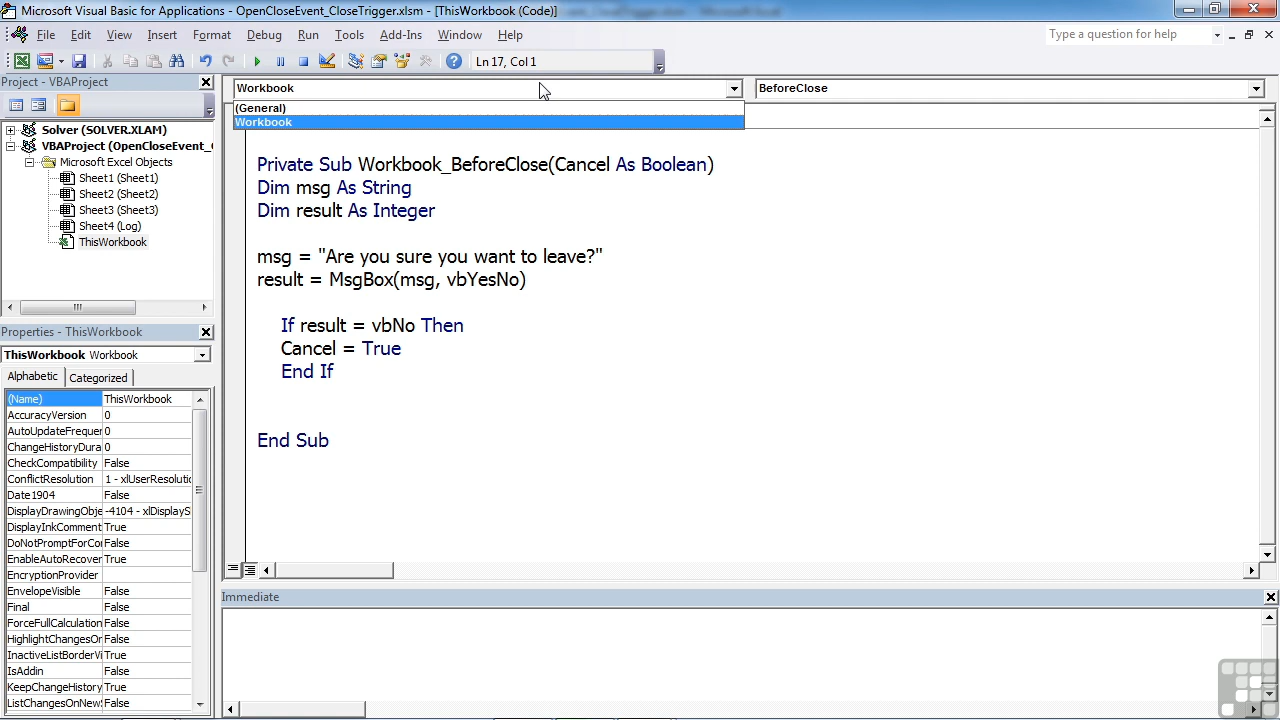 Microsoft Visual Basic for Applications - OpenCloseEvent_CloseTrigger.xlsm - [ThisWorkbook (Code)]
File Edit View Insert Format Debug Run Tools Add-Ins Window Help
Type a question for help
Ln 17, Col 1
Project - VBAProject
Workbook
BeforeClose
(General)
Workbook
Solver (SOLVER.XLAM)
VBAProject (OpenCloseEvent_
Microsoft Excel Objects
Sheet1 (Sheet1)
Sheet2 (Sheet2)
Sheet3 (Sheet3)
Sheet4 (Log)
ThisWorkbook
Private Sub Workbook_BeforeClose(Cancel As Boolean)
Dim msg As String
Dim result As Integer
msg = "Are you sure you want to leave?"
result = MsgBox(msg, vbYesNo)
If result = vbNo Then
Cancel = True
End If
End Sub
Properties - ThisWorkbook
ThisWorkbook Workbook
Alphabetic Categorized
(Name) ThisWorkbook
AccuracyVersion 0
AutoUpdateFrequen 0
ChangeHistoryDura 0
CheckCompatibility False
ConflictResolution 1 - xlUserResolutio
Date1904 False
DisplayDrawingObje -4104 - xlDisplayS
DisplayInkComment True
DoNotPromptForCo False
EnableAutoRecover True
EncryptionProvider
EnvelopeVisible False
Final False
ForceFullCalculation False
HighlightChangesOn False
InactiveListBorderVi True
IsAddin False
KeepChangeHistory True
ListChangesOnNew False
Immediate